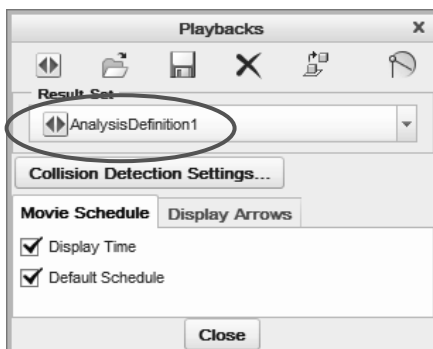 Playbacks x
Result Set
AnalysisDefinition1
Collision Detection Settings...
Movie Schedule Display Arrows
Display Time
Default Schedule
Close